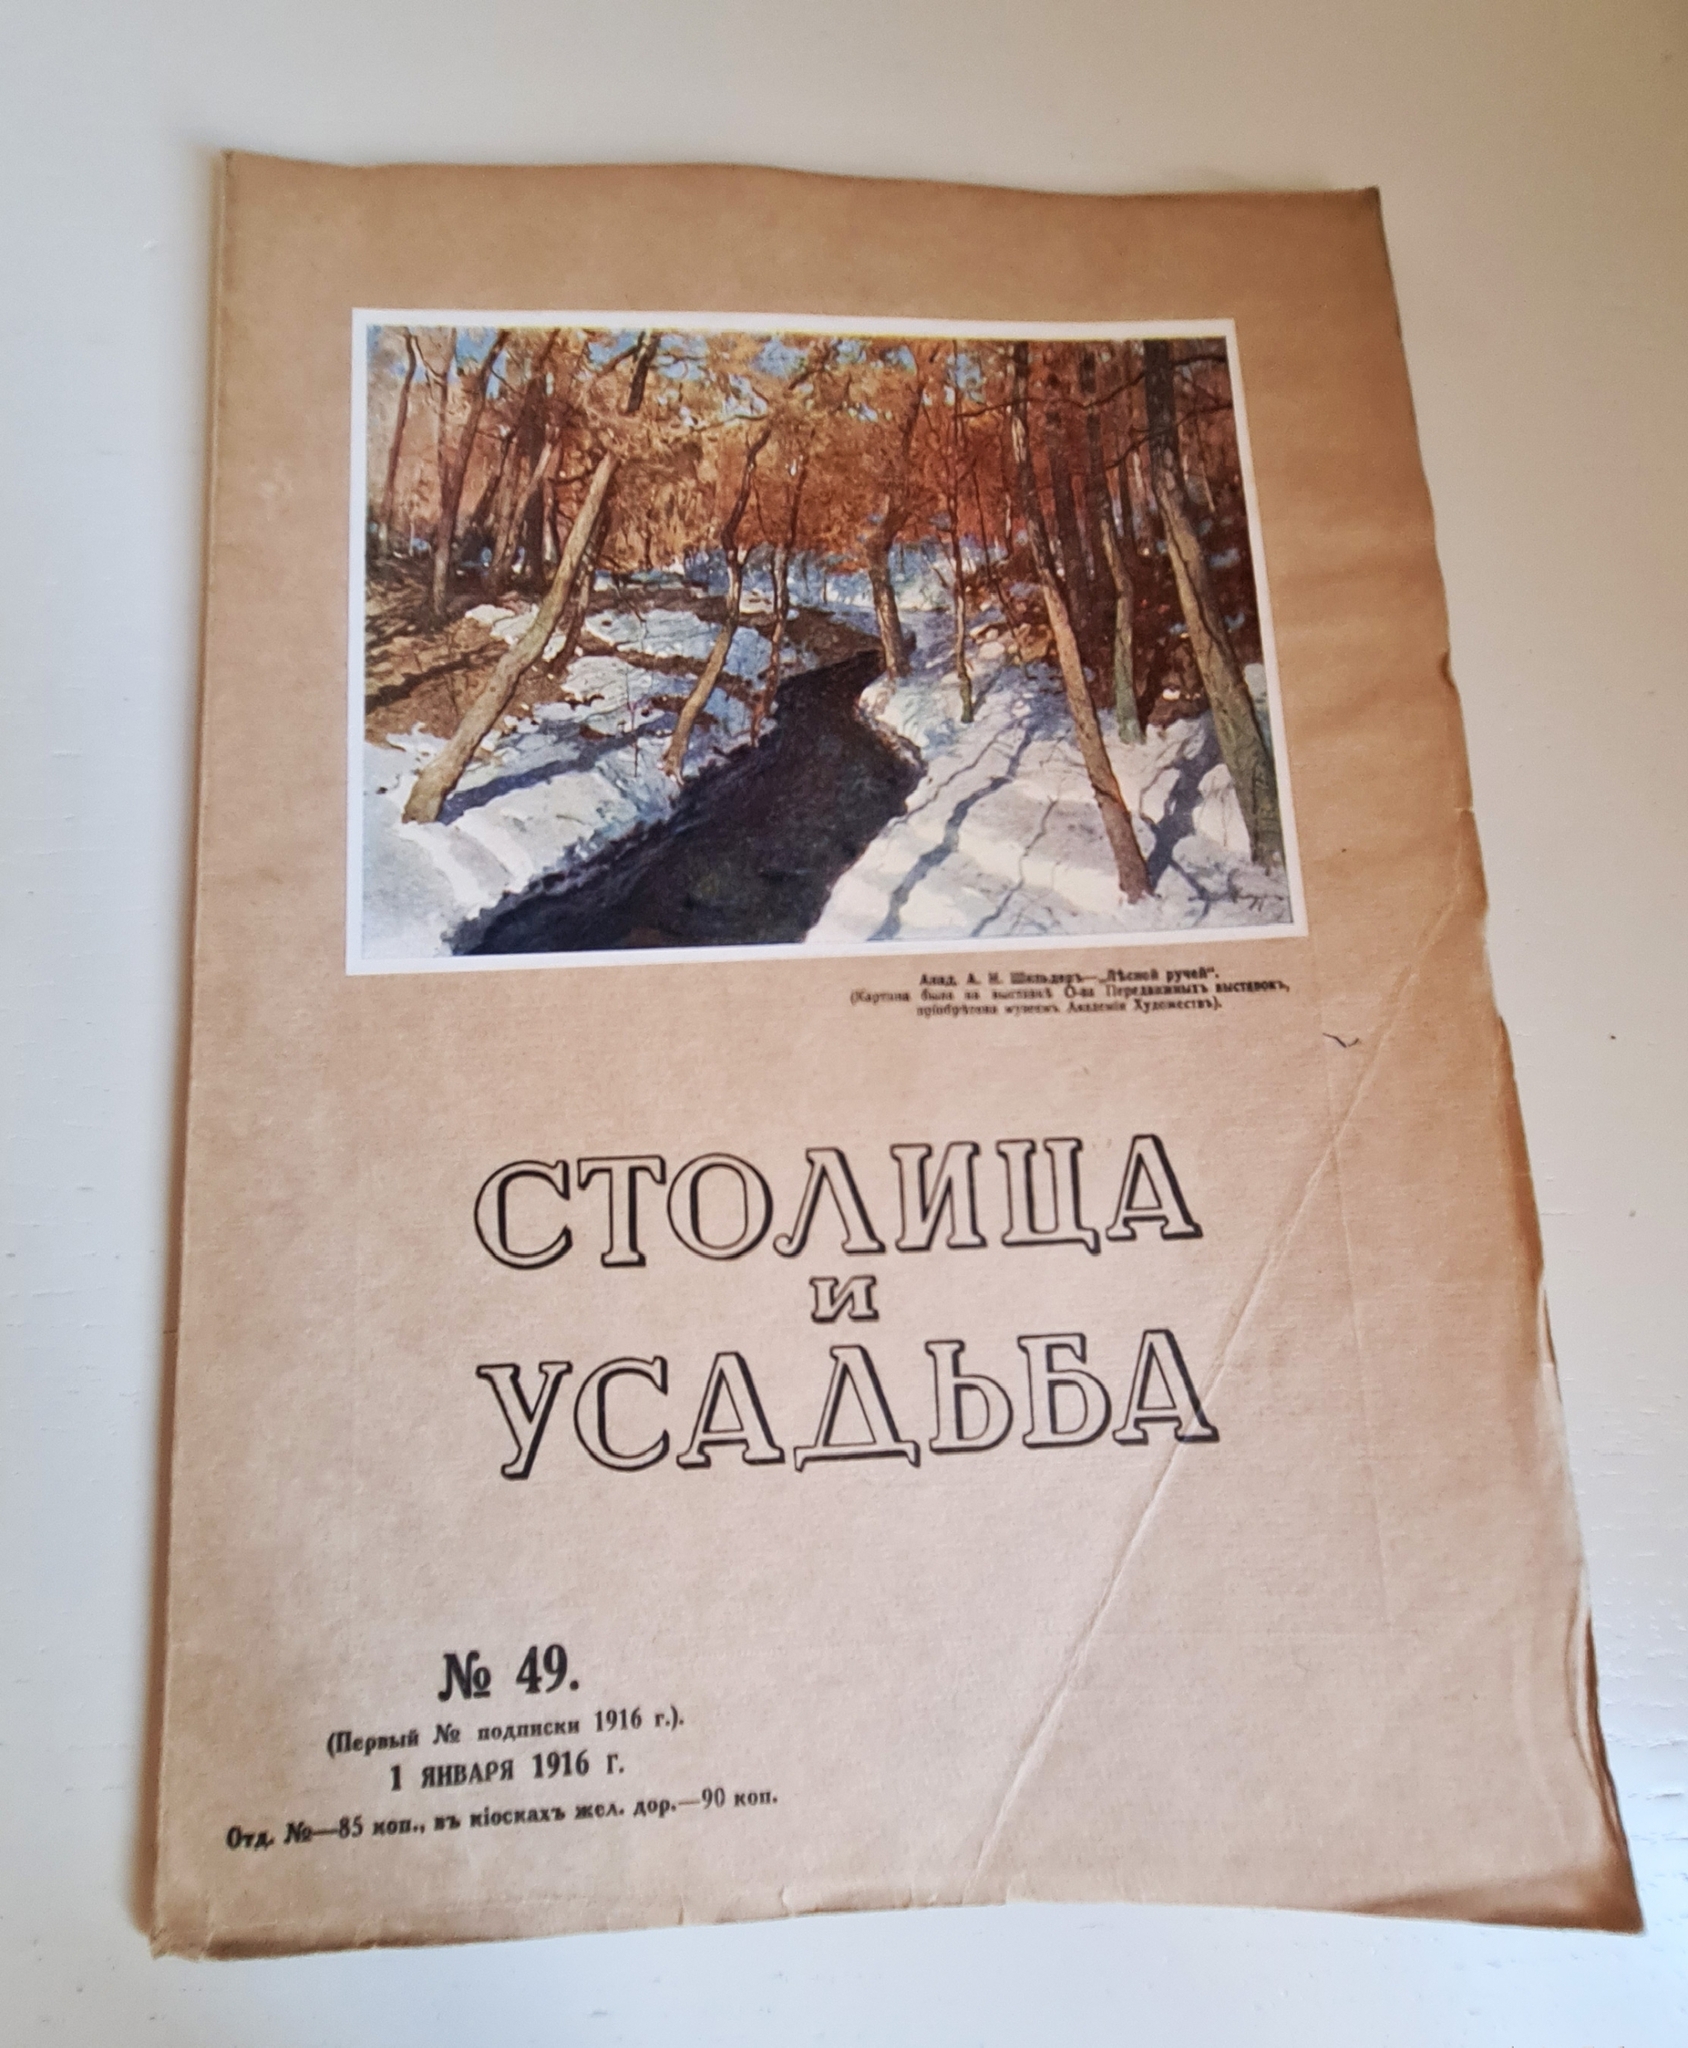 Акад. А. Н. Шильдеръ—„Лѣсной ручей“.
(Картина была на выставкѣ О-ва Передвижныхъ выставокъ,
пріобрѣтена музеемъ Академіи Художествъ).
СТОЛИЦА
и
УСАДЬБА
№ 49.
(Первый № подписки 1916 г.).
1 ЯНВАРЯ 1916 Г.
Отд. №—85 коп., въ кіоскахъ жел. дор.—90 коп.